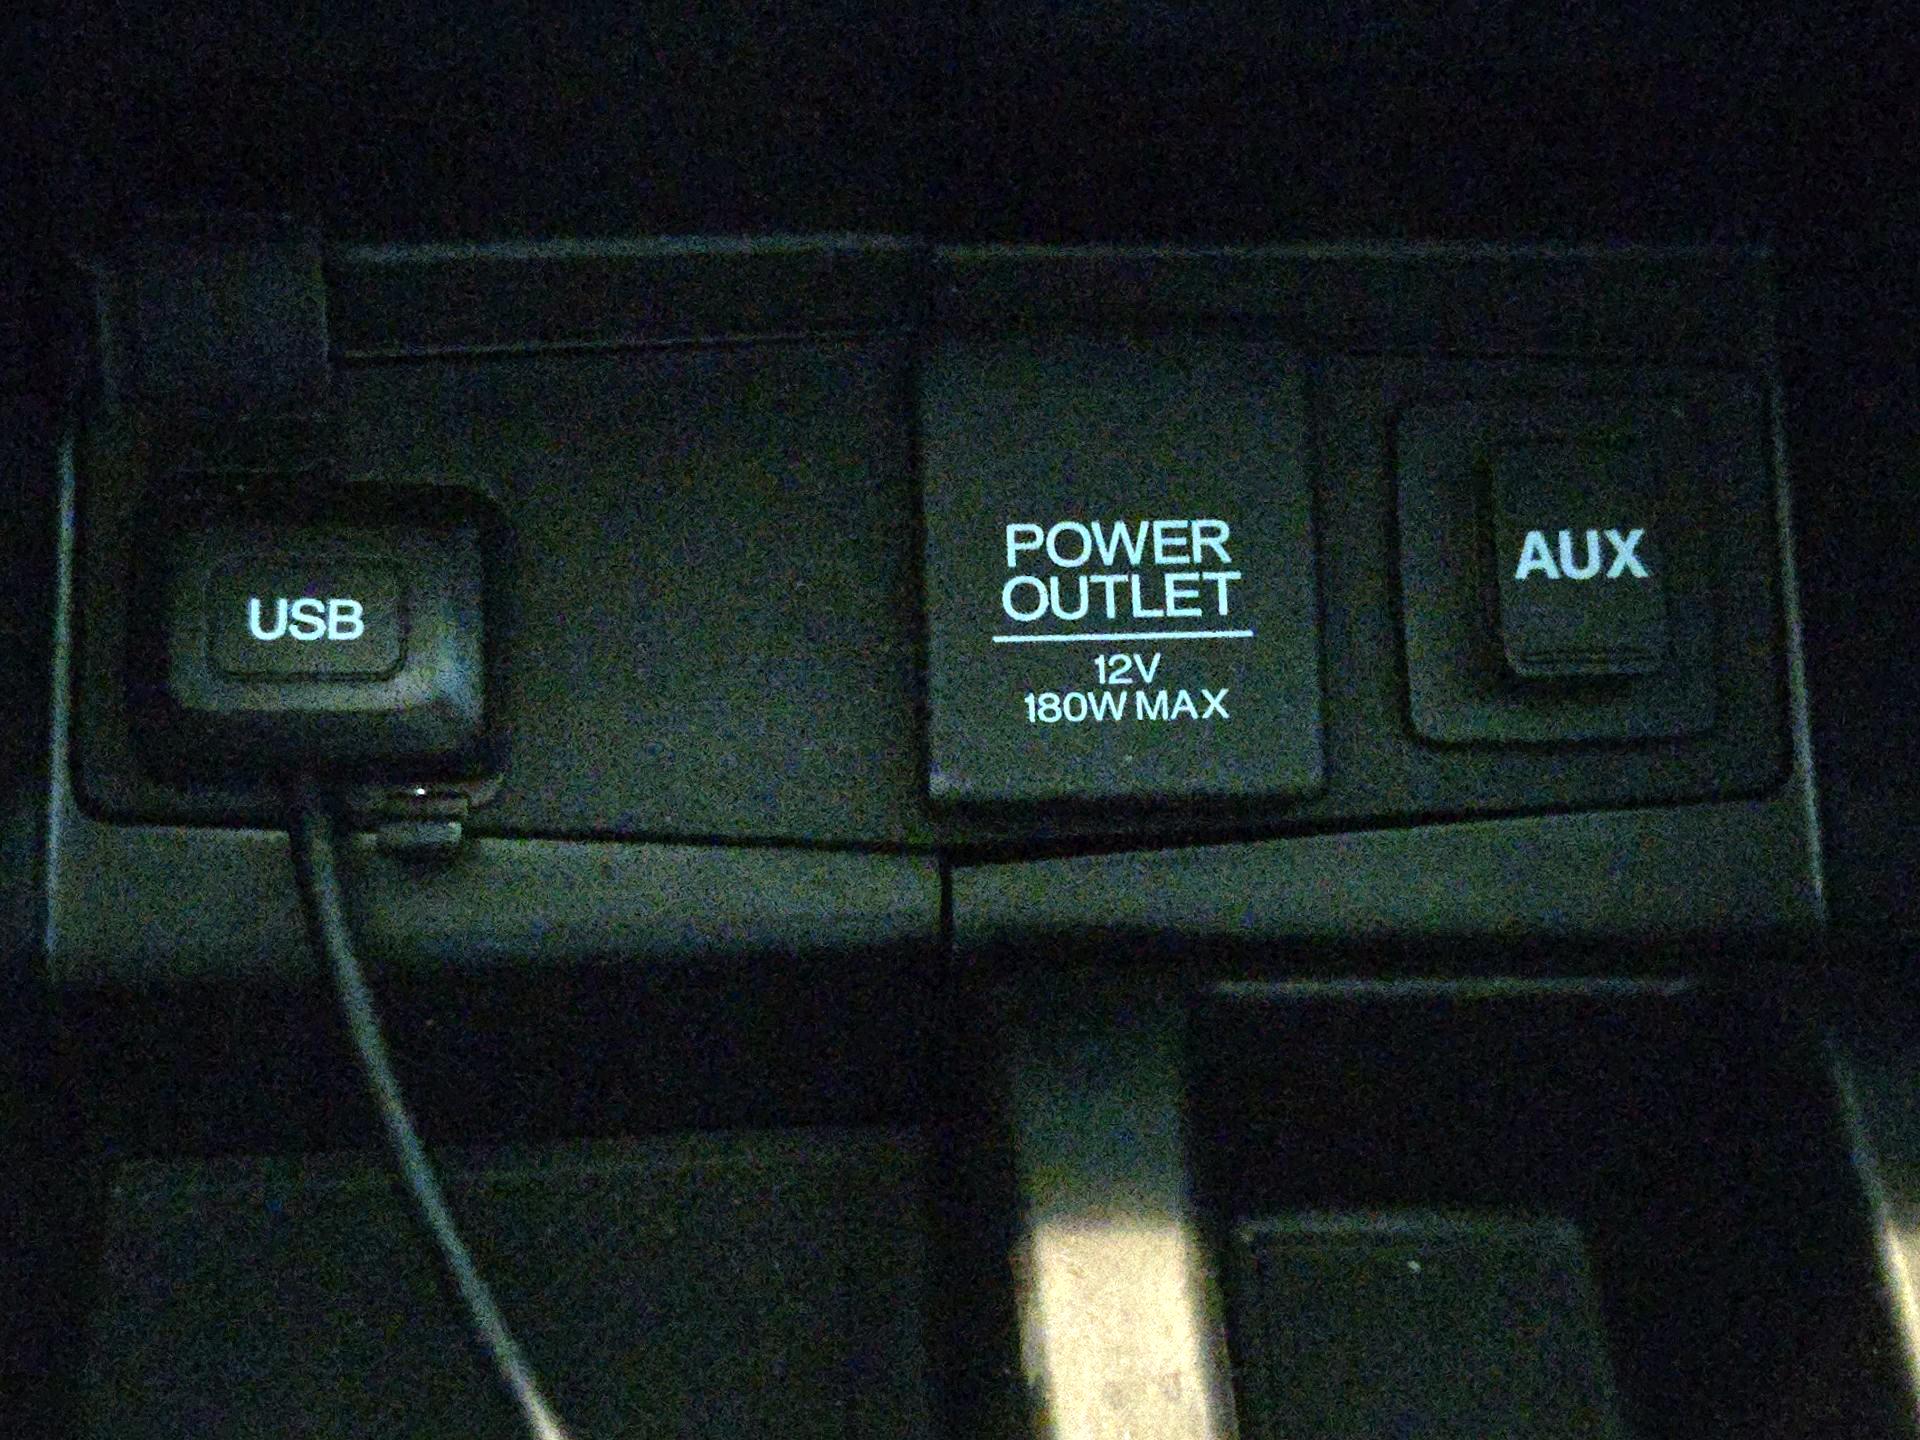 USB
POWER
OUTLET
12V
180W MAX
AUX